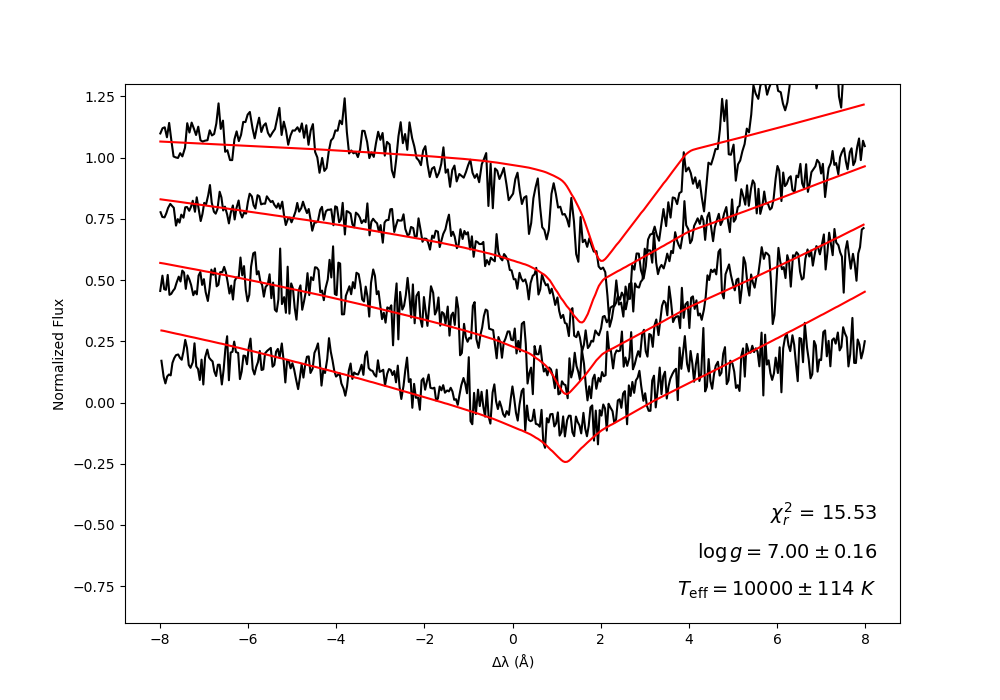 1.25
1.00
0.75
0.50
0.25
0.00
−0.25
−0.50
−0.75
Normalized Flux
χ²ᵣ = 15.53
log g = 7.00 ± 0.16
T_eff = 10000 ± 114 K
−8 −6 −4 −2 0 2 4 6 8
Δλ (Å)